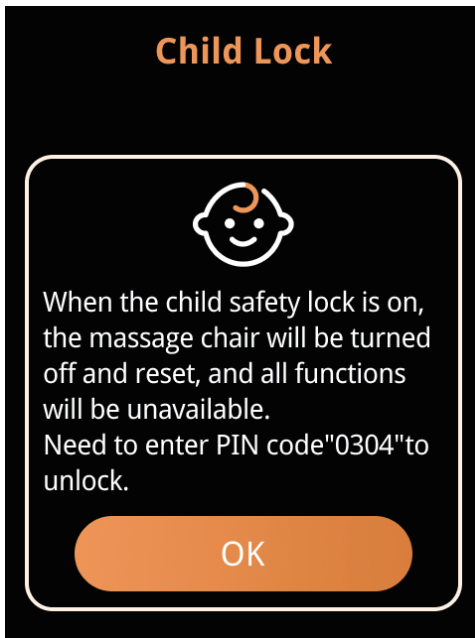 Child Lock
When the child safety lock is on,
the massage chair will be turned
off and reset, and all functions
will be unavailable.
Need to enter PIN code"0304"to
unlock.
OK